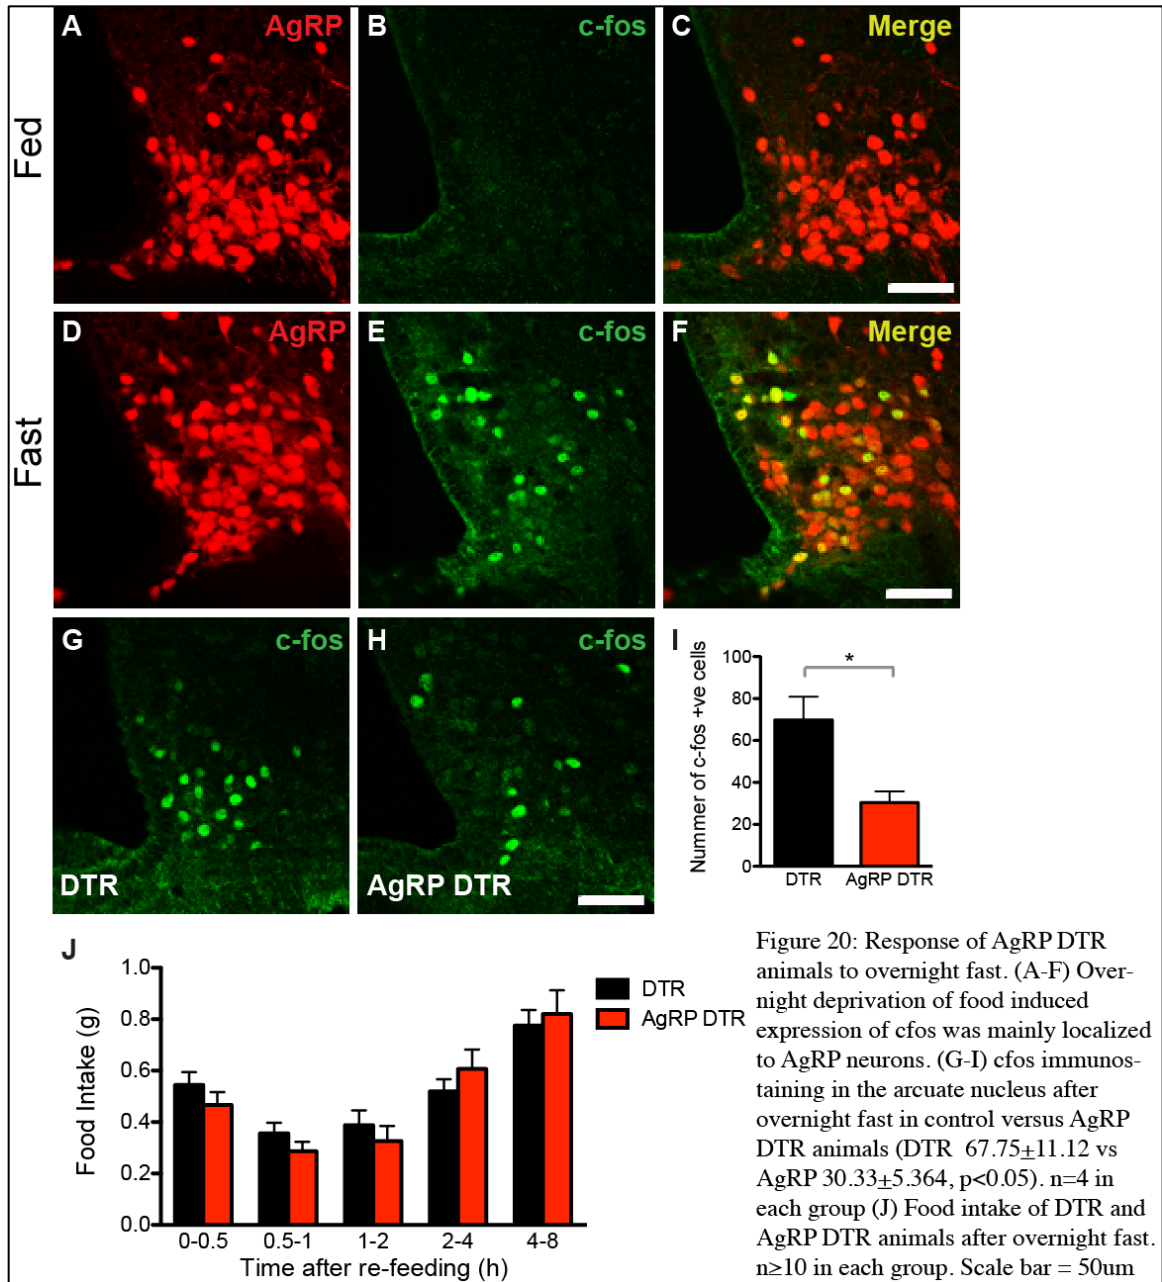 A AgRP
B c-fos
C Merge
Fed
D AgRP
E c-fos
F Merge
Fast
G c-fos
DTR
H c-fos
AgRP DTR
I
Nummer of c-fos +ve cells
100
80
60
40
20
0
*
DTR AgRP DTR
J
Food Intake (g)
1.0
0.8
0.6
0.4
0.2
0.0
DTR
AgRP DTR
0-0.5 0.5-1 1-2 2-4 4-8
Time after re-feeding (h)
Figure 20: Response of AgRP DTR
animals to overnight fast. (A-F) Over-
night deprivation of food induced
expression of cfos was mainly localized
to AgRP neurons. (G-I) cfos immunos-
taining in the arcuate nucleus after
overnight fast in control versus AgRP
DTR animals (DTR 67.75±11.12 vs
AgRP 30.33±5.364, p<0.05). n=4 in
each group (J) Food intake of DTR and
AgRP DTR animals after overnight fast.
n≥10 in each group. Scale bar = 50um